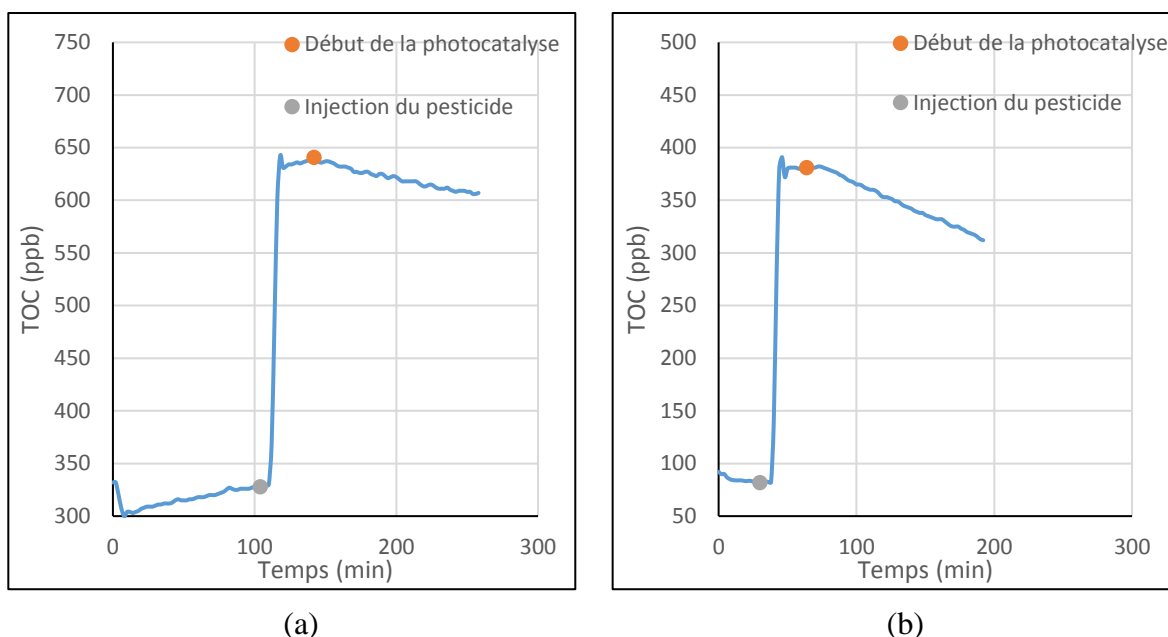 750
700
650
600
550
500
450
400
350
300
TOC (ppb)
0
100
200
300
Temps (min)
Début de la photocatalyse
Injection du pesticide
(a)
500
450
400
350
300
250
200
150
100
50
TOC (ppb)
0
100
200
300
Temps (min)
Début de la photocatalyse
Injection du pesticide
(b)